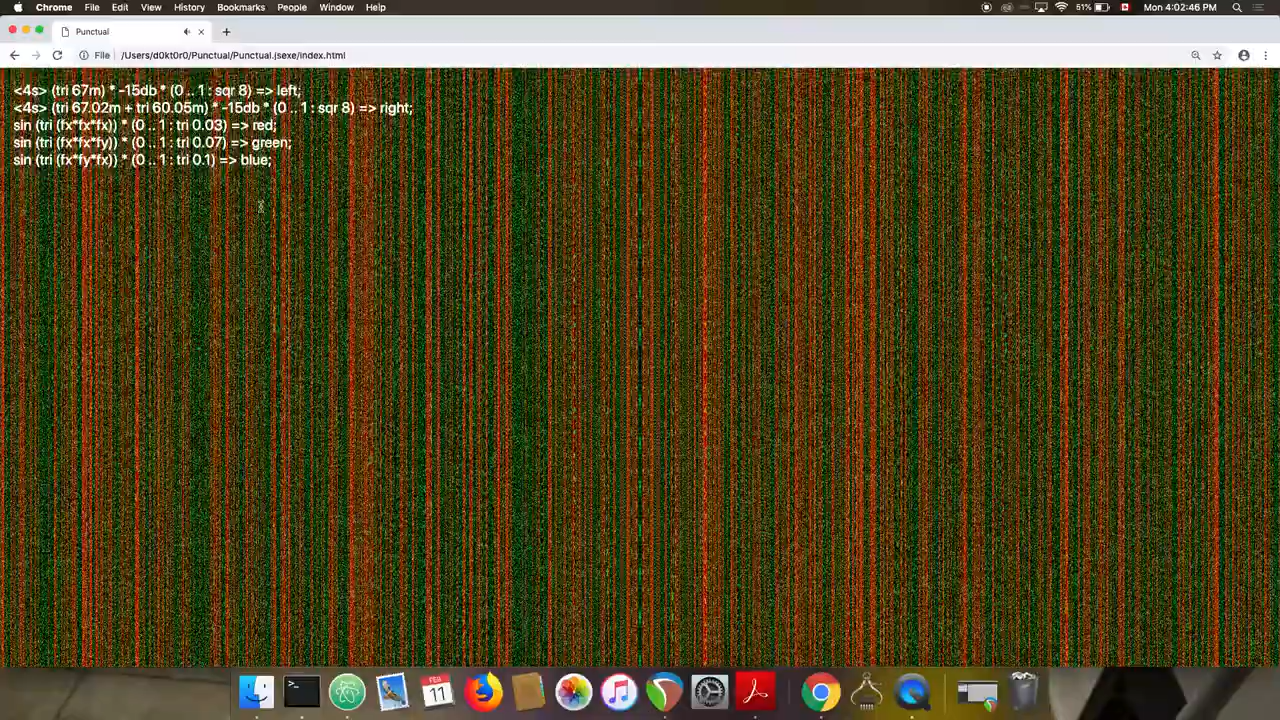 Chrome File Edit View History Bookmarks People Window Help 51% Mon 4:02:46 PM
Punctual
File /Users/d0kt0r0/Punctual/Punctual.jsexe/index.html
<4s> (tri 67m) * -15db * (0 .. 1 : sqr 8) => left;
<4s> (tri 67.02m + tri 60.05m) * -15db * (0 .. 1 : sqr 8) => right;
sin (tri (fx*fx*fx)) * (0 .. 1 : tri 0.03) => red;
sin (tri (fx*fx*fy)) * (0 .. 1 : tri 0.07) => green;
sin (tri (fx*fy*fx)) * (0 .. 1 : tri 0.1) => blue;
FEB
11